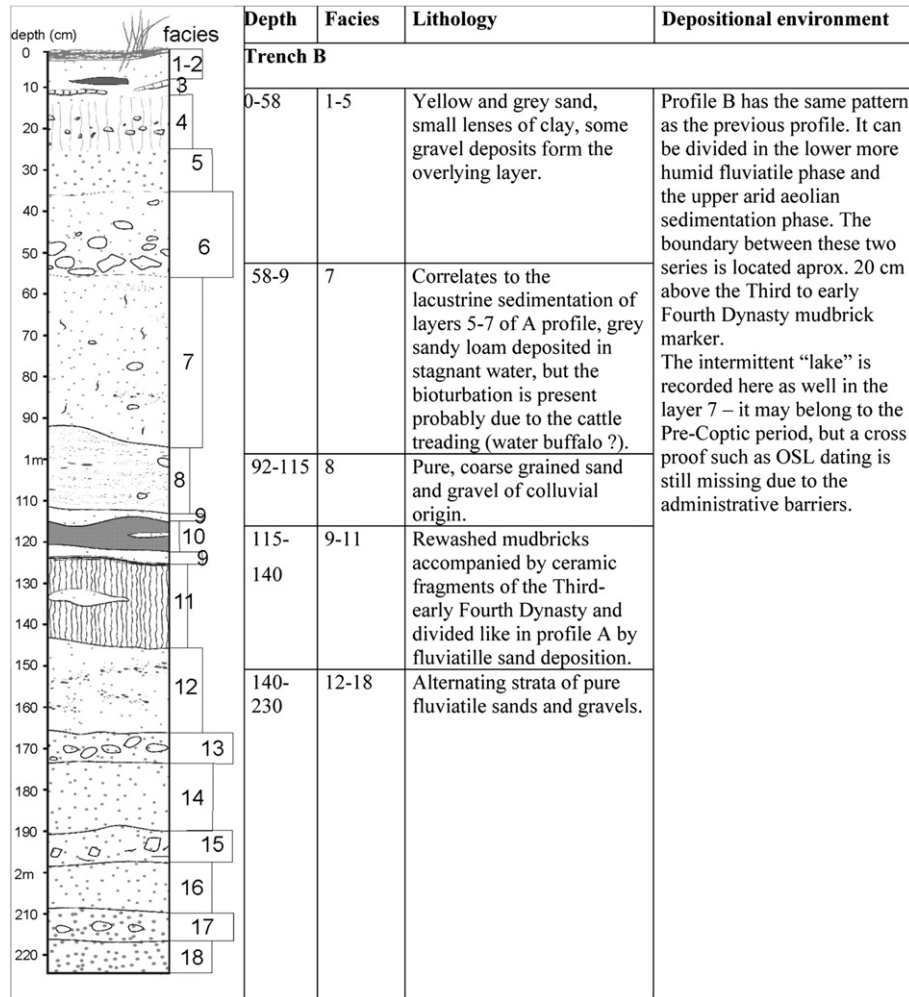 depth (cm)
facies
0
10
20
30
40
50
60
70
80
90
1m
110
120
130
140
150
160
170
180
190
2m
210
220
1-2
3
4
5
6
7
8
9
10
9
11
12
13
14
15
16
17
18
Depth Facies Lithology Depositional environment
Trench B
0-58 1-5
Yellow and grey sand,
small lenses of clay, some
gravel deposits form the
overlying layer.
58-9 7
Correlates to the
lacustrine sedimentation of
layers 5-7 of A profile, grey
sandy loam deposited in
stagnant water, but the
bioturbation is present
probably due to the cattle
treading (water buffalo ?).
92-115 8
Pure, coarse grained sand
and gravel of colluvial
origin.
115-
140
9-11
Rewashed mudbricks
accompanied by ceramic
fragments of the Third-
early Fourth Dynasty and
divided like in profile A by
fluviatille sand deposition.
140-
230
12-18
Alternating strata of pure
fluviatile sands and gravels.
Profile B has the same pattern
as the previous profile. It can
be divided in the lower more
humid fluviatile phase and
the upper arid aeolian
sedimentation phase. The
boundary between these two
series is located aprox. 20 cm
above the Third to early
Fourth Dynasty mudbrick
marker.
The intermittent “lake” is
recorded here as well in the
layer 7 – it may belong to the
Pre-Coptic period, but a cross
proof such as OSL dating is
still missing due to the
administrative barriers.